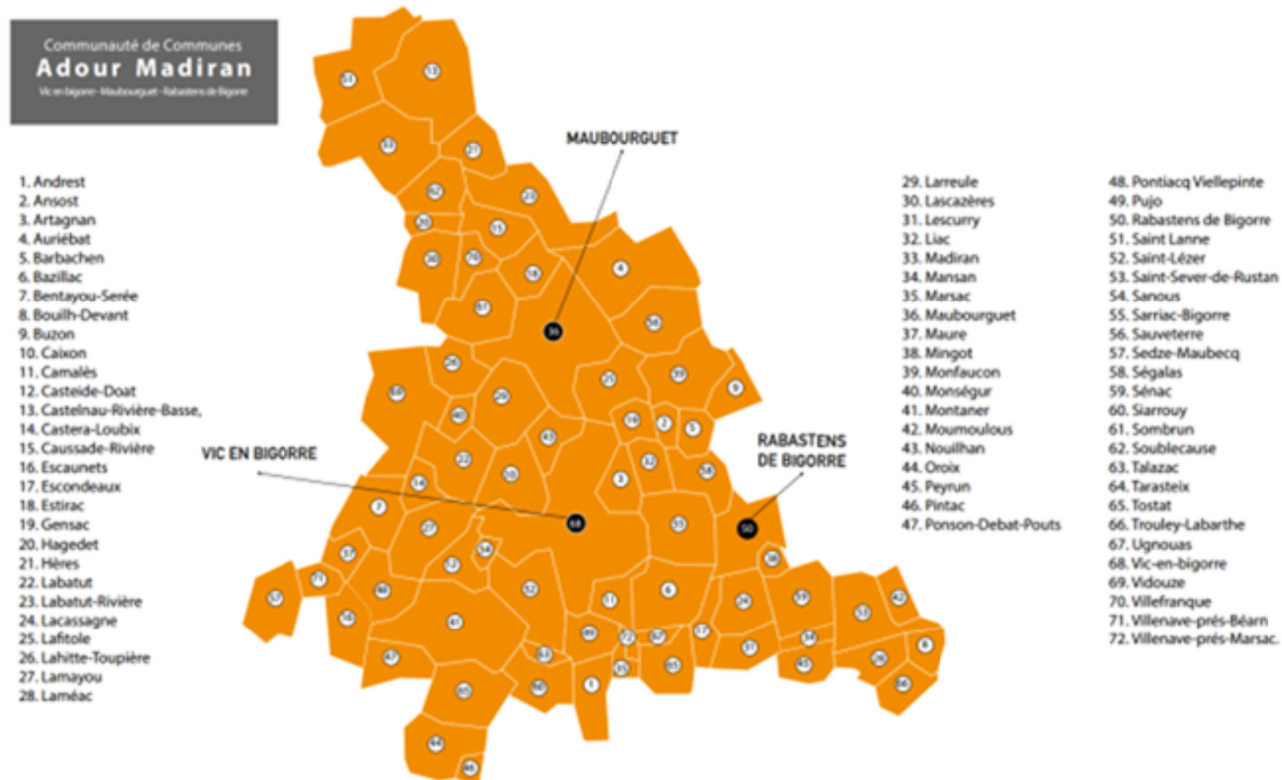 Communauté de Communes
Adour Madiran
Vic en bigorre - Maubourguet - Rabastens de Bigorre
MAUBOURGUET
VIC EN BIGORRE
RABASTENS
DE BIGORRE
1. Andrest
2. Ansost
3. Artagnan
4. Auriébat
5. Barbachen
6. Bazillac
7. Bentayou-Serée
8. Bouilh-Devant
9. Buzon
10. Caixon
11. Camalès
12. Casteide-Doat
13. Castelnau-Rivière-Basse,
14. Castera-Loubix
15. Caussade-Rivière
16. Escaunets
17. Escondeaux
18. Estirac
19. Gensac
20. Hagedet
21. Hères
22. Labatut
23. Labatut-Rivière
24. Lacassagne
25. Lafitole
26. Lahitte-Toupière
27. Lamayou
28. Laméac
29. Larreule
30. Lascazères
31. Lescurry
32. Liac
33. Madiran
34. Mansan
35. Marsac
36. Maubourguet
37. Maure
38. Mingot
39. Monfaucon
40. Monségur
41. Montaner
42. Moumoulous
43. Nouilhan
44. Oroix
45. Peyrun
46. Pintac
47. Ponson-Debat-Pouts
48. Pontiacq Viellepinte
49. Pujo
50. Rabastens de Bigorre
51. Saint Lanne
52. Saint-Lézer
53. Saint-Sever-de-Rustan
54. Sanous
55. Sarriac-Bigorre
56. Sauveterre
57. Sedze-Maubecq
58. Ségalas
59. Sénac
60. Siarrouy
61. Sombrun
62. Soublecause
63. Talazac
64. Tarasteix
65. Tostat
66. Trouley-Labarthe
67. Ugnouas
68. Vic-en-bigorre
69. Vidouze
70. Villefranque
71. Villenave-prés-Béarn
72. Villenave-prés-Marsac.